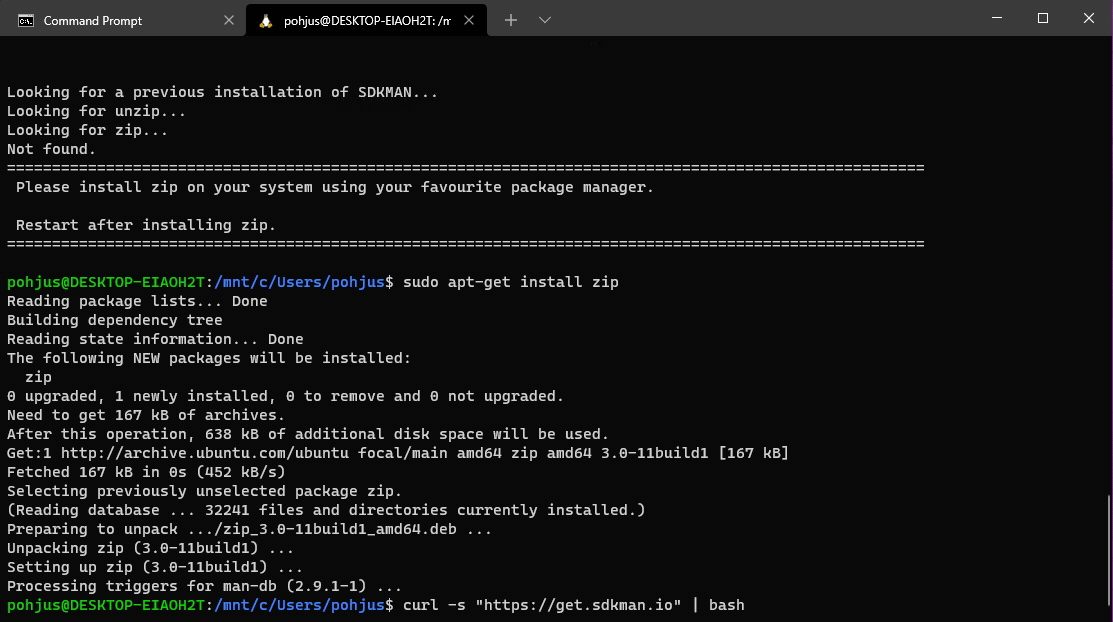 Command Prompt
pohjus@DESKTOP-EIAOH2T: /m
Looking for a previous installation of SDKMAN...
Looking for unzip...
Looking for zip...
Not found.
======================================================================================================
 Please install zip on your system using your favourite package manager.
 Restart after installing zip.
======================================================================================================
pohjus@DESKTOP-EIAOH2T:/mnt/c/Users/pohjus$ sudo apt-get install zip
Reading package lists... Done
Building dependency tree
Reading state information... Done
The following NEW packages will be installed:
  zip
0 upgraded, 1 newly installed, 0 to remove and 0 not upgraded.
Need to get 167 kB of archives.
After this operation, 638 kB of additional disk space will be used.
Get:1 http://archive.ubuntu.com/ubuntu focal/main amd64 zip amd64 3.0-11build1 [167 kB]
Fetched 167 kB in 0s (452 kB/s)
Selecting previously unselected package zip.
(Reading database ... 32241 files and directories currently installed.)
Preparing to unpack .../zip_3.0-11build1_amd64.deb ...
Unpacking zip (3.0-11build1) ...
Setting up zip (3.0-11build1) ...
Processing triggers for man-db (2.9.1-1) ...
pohjus@DESKTOP-EIAOH2T:/mnt/c/Users/pohjus$ curl -s "https://get.sdkman.io" | bash